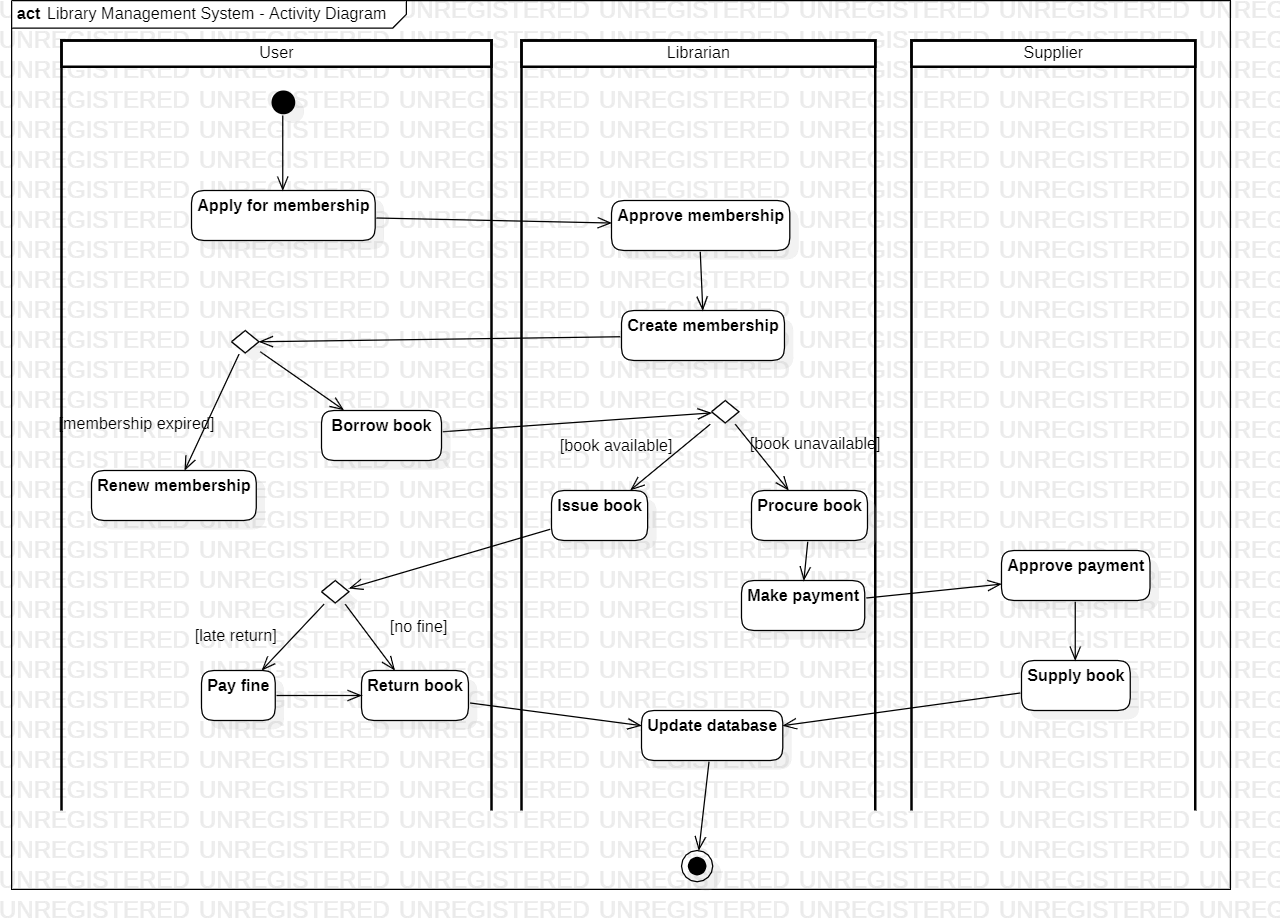 act Library Management System - Activity Diagram
User
Librarian
Supplier
Apply for membership
Approve membership
Create membership
[membership expired]
Borrow book
[book available]
[book unavailable]
Renew membership
Issue book
Procure book
Approve payment
Make payment
[late return]
[no fine]
Pay fine
Return book
Supply book
Update database
UNREGISTERED